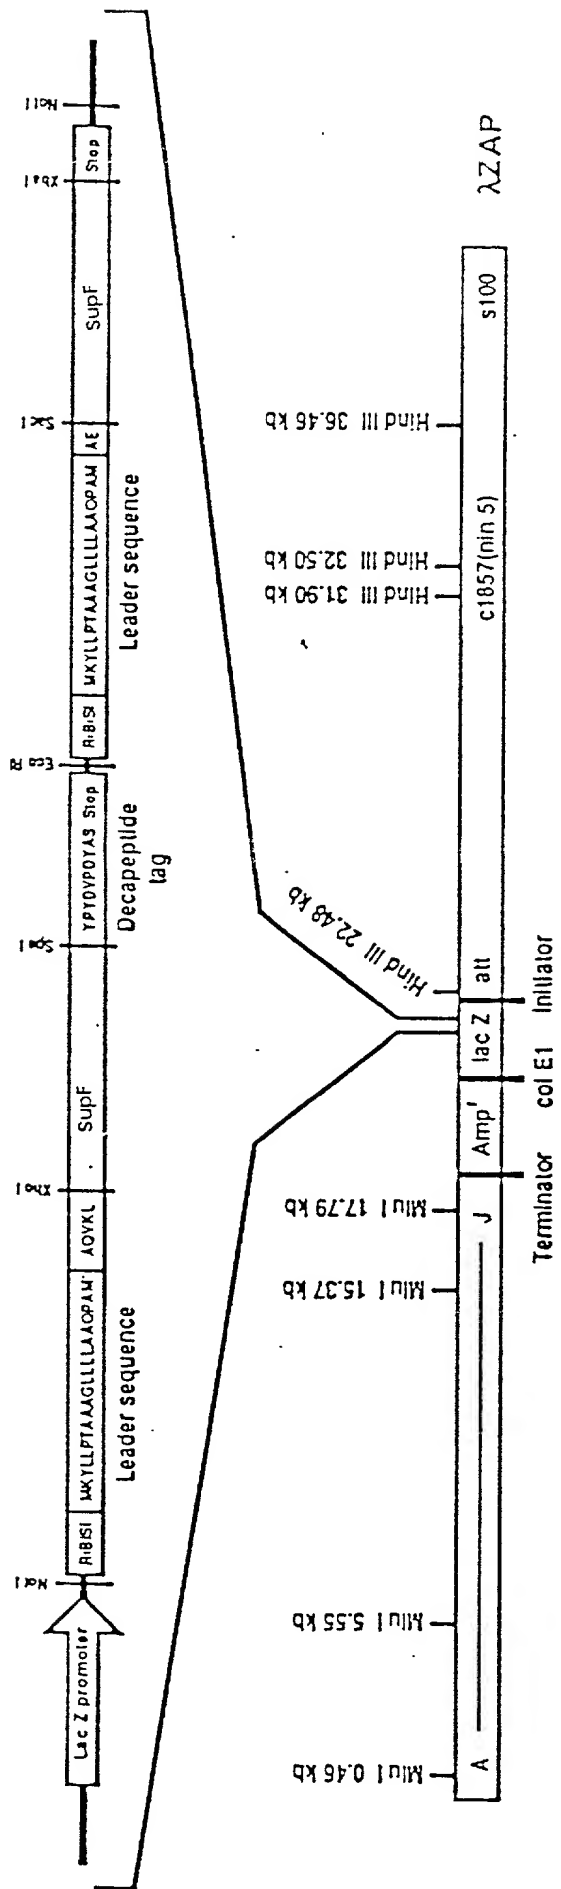 Lac Z promoter
Not I
RIBISI
MKYLLPTAAAGLLLLAAQPAM
AQVKL
Leader sequence
Xho I
SupF
Spe I
YPYDVPDYAS Stop
Decapeptide
tag
Eco RI
RIBISI
MKYLLPTAAAGLLLLAAQPAM
AE
Leader sequence
Sac I
SupF
Xba I
Stop
Not I
Mlu I 0.46 kb
Mlu I 5.55 kb
Mlu I 15.37 kb
Mlu I 17.79 kb
Hind III 22.48 kb
Hind III 31.90 kb
Hind III 32.50 kb
Hind III 36.46 kb
A
J
Amp'
lac Z
att
c1857(nin 5)
s100
λZAP
Terminator
col E1
Initiator